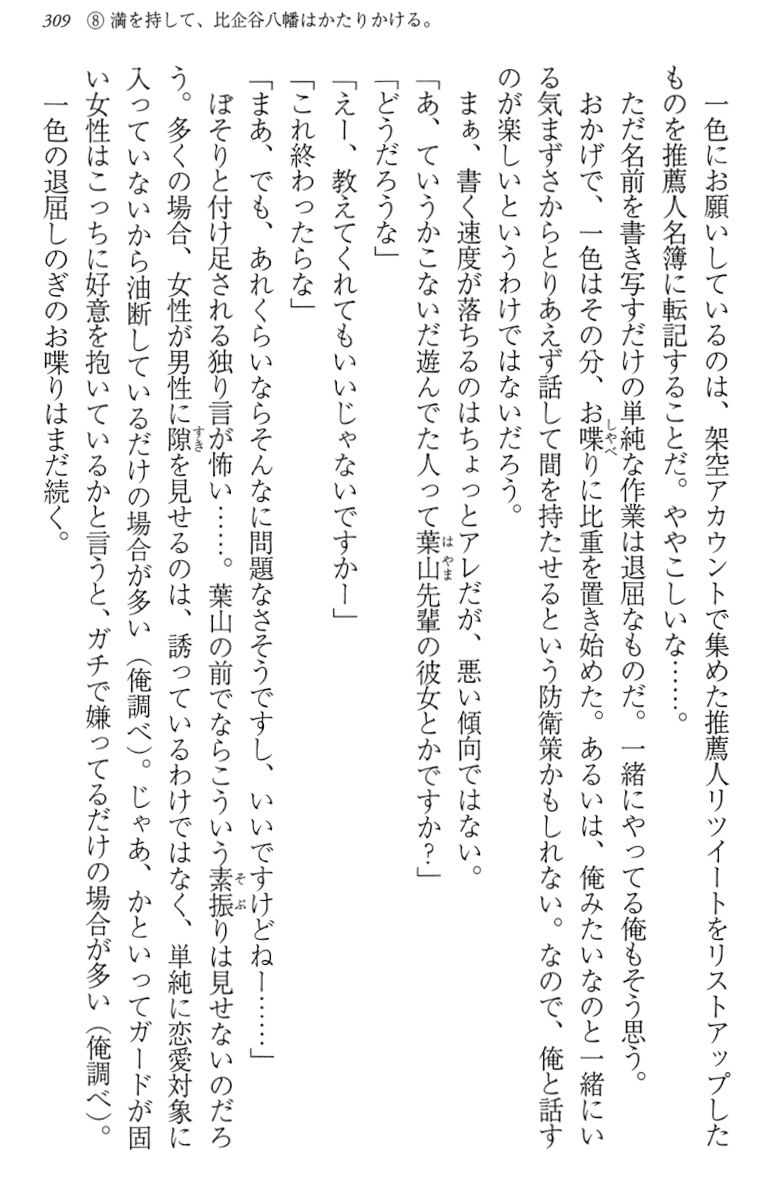 309 ⑧ 満を持して、比企谷八幡はかたりかける。
　一色にお願いしているのは、架空アカウントで集めた推薦人リツイートをリストアップした
ものを推薦人名簿に転記することだ。ややこしいな……。
　ただ名前を書き写すだけの単純な作業は退屈なものだ。一緒にやってる俺もそう思う。
　おかげで、一色はその分、お喋りに比重を置き始めた。あるいは、俺みたいなのと一緒にい
る気まずさからとりあえず話して間を持たせるという防衛策かもしれない。なので、俺と話す
のが楽しいというわけではないだろう。
　まぁ、書く速度が落ちるのはちょっとアレだが、悪い傾向ではない。
「あ、ていうかこないだ遊んでた人って葉山先輩の彼女とかですか？」
「どうだろうな」
「えー、教えてくれてもいいじゃないですかー」
「これ終わったらな」
「まあ、でも、あれくらいならそんなに問題なさそうですし、いいですけどねー……」
　ぼそりと付け足される独り言が怖い……。葉山の前でならこういう素振りは見せないのだろ
う。多くの場合、女性が男性に隙を見せるのは、誘っているわけではなく、単純に恋愛対象に
入っていないから油断しているだけの場合が多い（俺調べ）。じゃあ、かといってガードが固
い女性はこっちに好意を抱いているかと言うと、ガチで嫌ってるだけの場合が多い（俺調べ）。
　一色の退屈しのぎのお喋りはまだ続く。